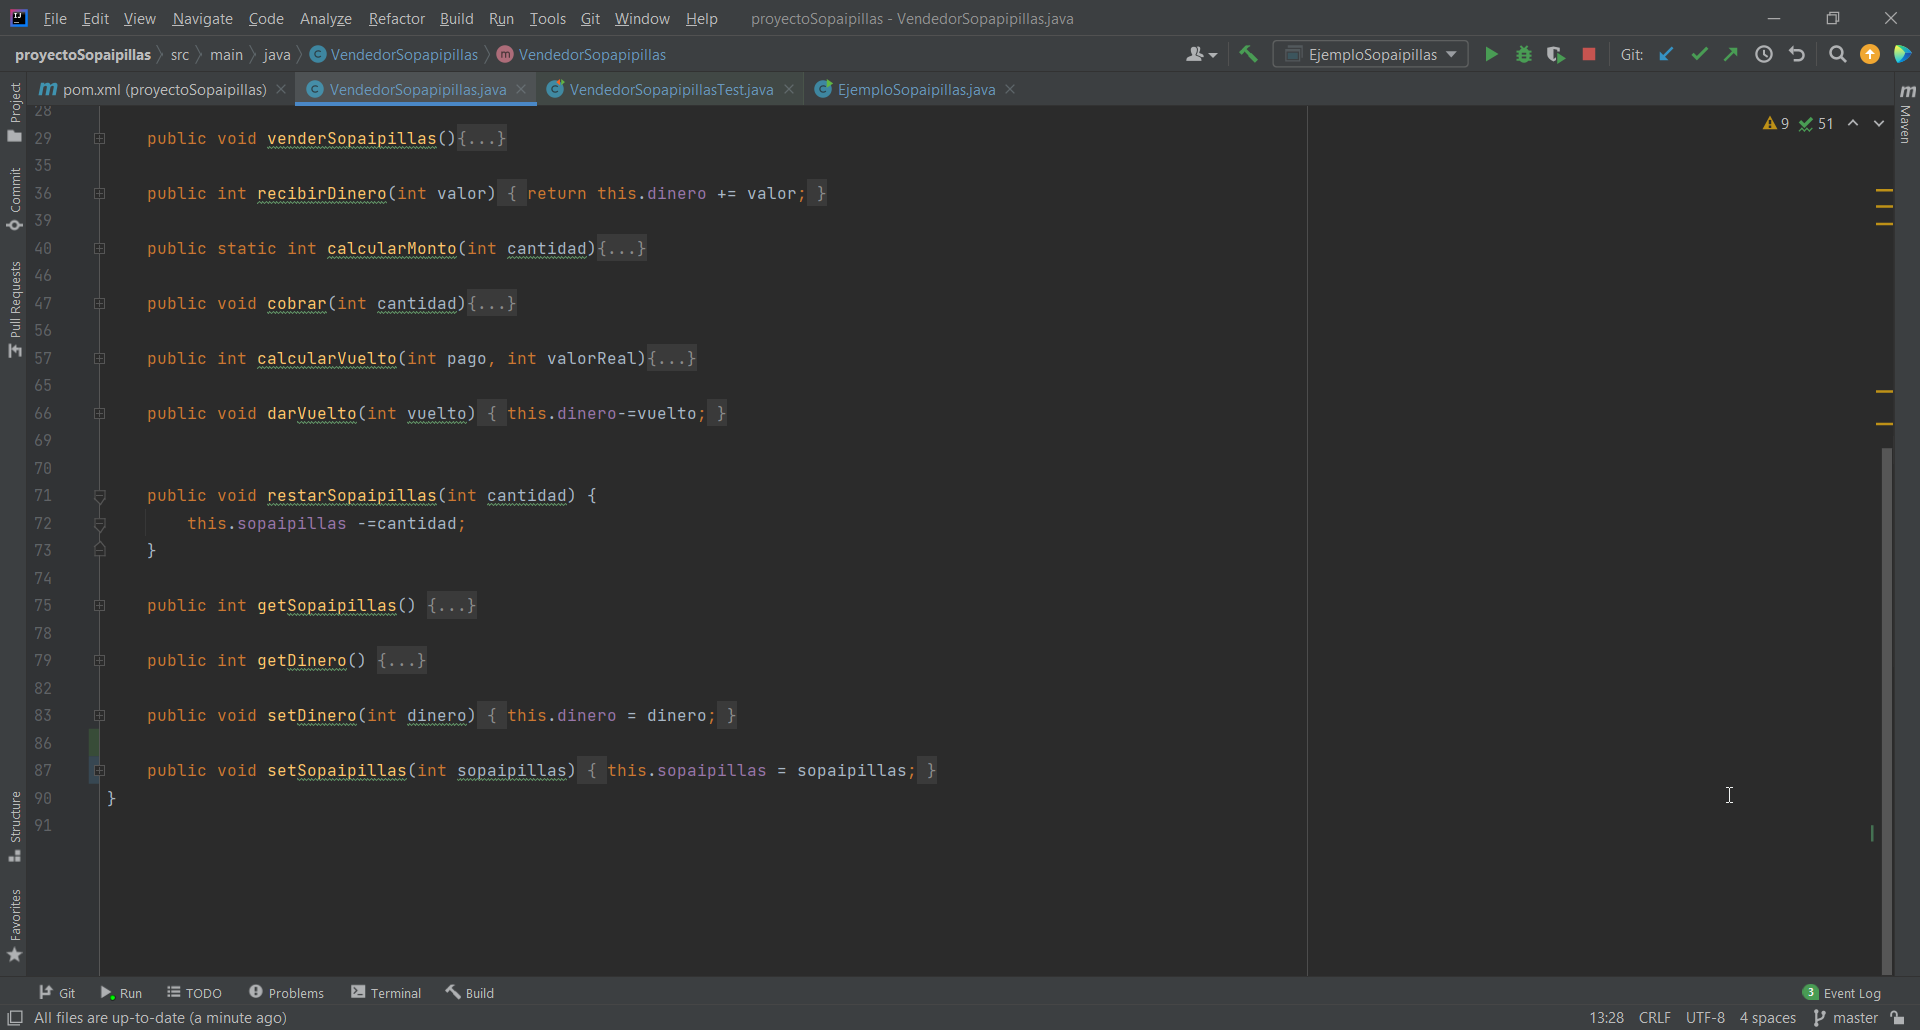 File Edit View Navigate Code Analyze Refactor Build Run Tools Git Window Help proyectoSopaipillas - VendedorSopapipillas.java
proyectoSopaipillas src main java VendedorSopapipillas VendedorSopapipillas EjemploSopaipillas Git:
pom.xml (proyectoSopaipillas) VendedorSopapipillas.java VendedorSopapipillasTest.java EjemploSopaipillas.java
Project
Commit
Pull Requests
Structure
Favorites
Maven
9 51
28
29 public void venderSopaipillas(){...}
35
36 public int recibirDinero(int valor) { return this.dinero += valor; }
39
40 public static int calcularMonto(int cantidad){...}
46
47 public void cobrar(int cantidad){...}
56
57 public int calcularVuelto(int pago, int valorReal){...}
65
66 public void darVuelto(int vuelto) { this.dinero-=vuelto; }
69
70
71 public void restarSopaipillas(int cantidad) {
72 this.sopaipillas -=cantidad;
73 }
74
75 public int getSopaipillas() {...}
78
79 public int getDinero() {...}
82
83 public void setDinero(int dinero) { this.dinero = dinero; }
86
87 public void setSopaipillas(int sopaipillas) { this.sopaipillas = sopaipillas; }
90 }
91
Git Run TODO Problems Terminal Build 3 Event Log
All files are up-to-date (a minute ago) 13:28 CRLF UTF-8 4 spaces master